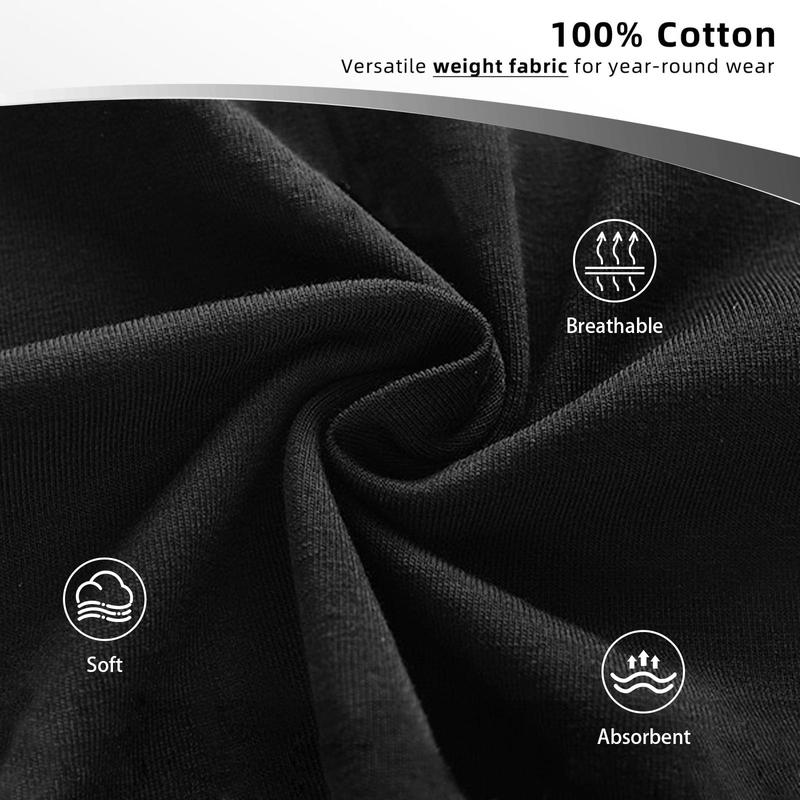 100% Cotton
Versatile weight fabric for year-round wear
Breathable
Soft
Absorbent